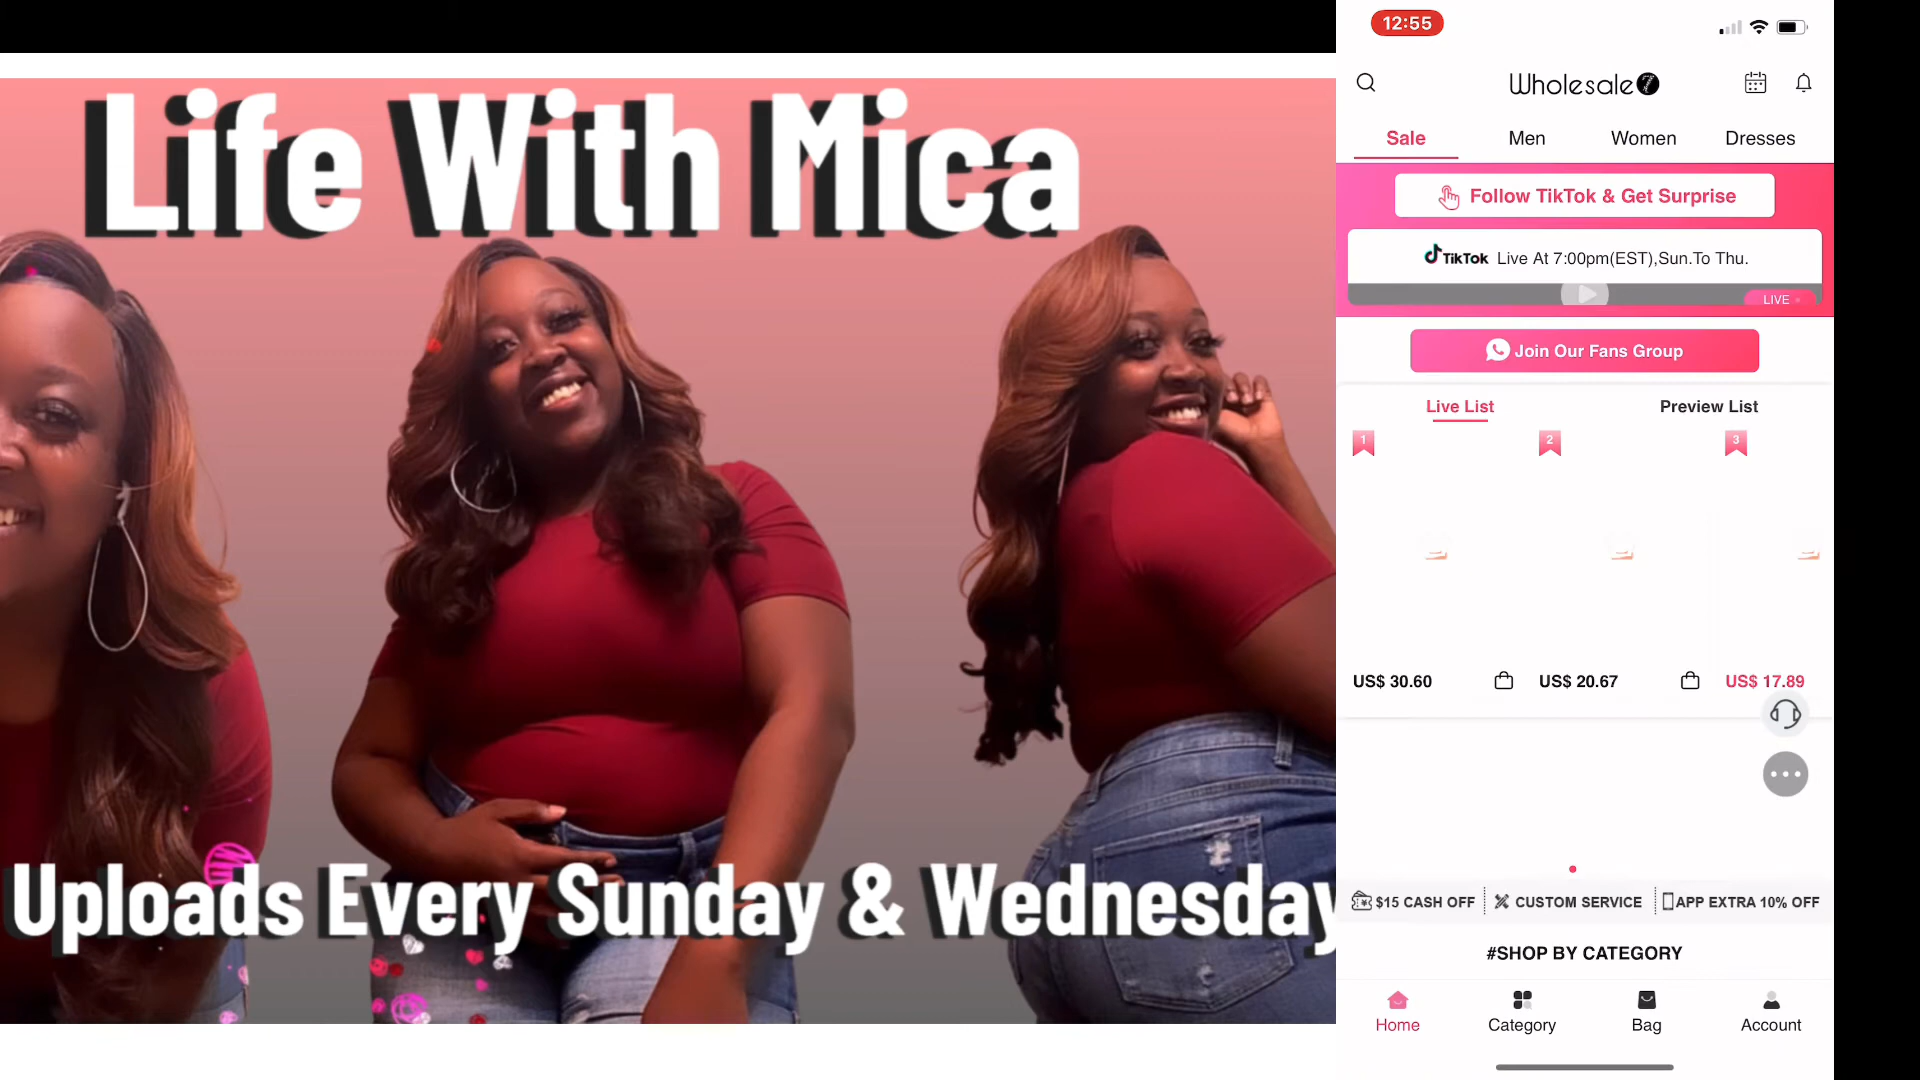 Life With Mica
Uploads Every Sunday & Wednesday
12:55
Wholesale7
Sale Men Women Dresses
Follow TikTok & Get Surprise
TikTok Live At 7:00pm(EST),Sun.To Thu.
LIVE
Join Our Fans Group
Live List Preview List
1 2 3
US$ 30.60 US$ 20.67 US$ 17.89
$15 CASH OFF CUSTOM SERVICE APP EXTRA 10% OFF
#SHOP BY CATEGORY
Home Category Bag Account